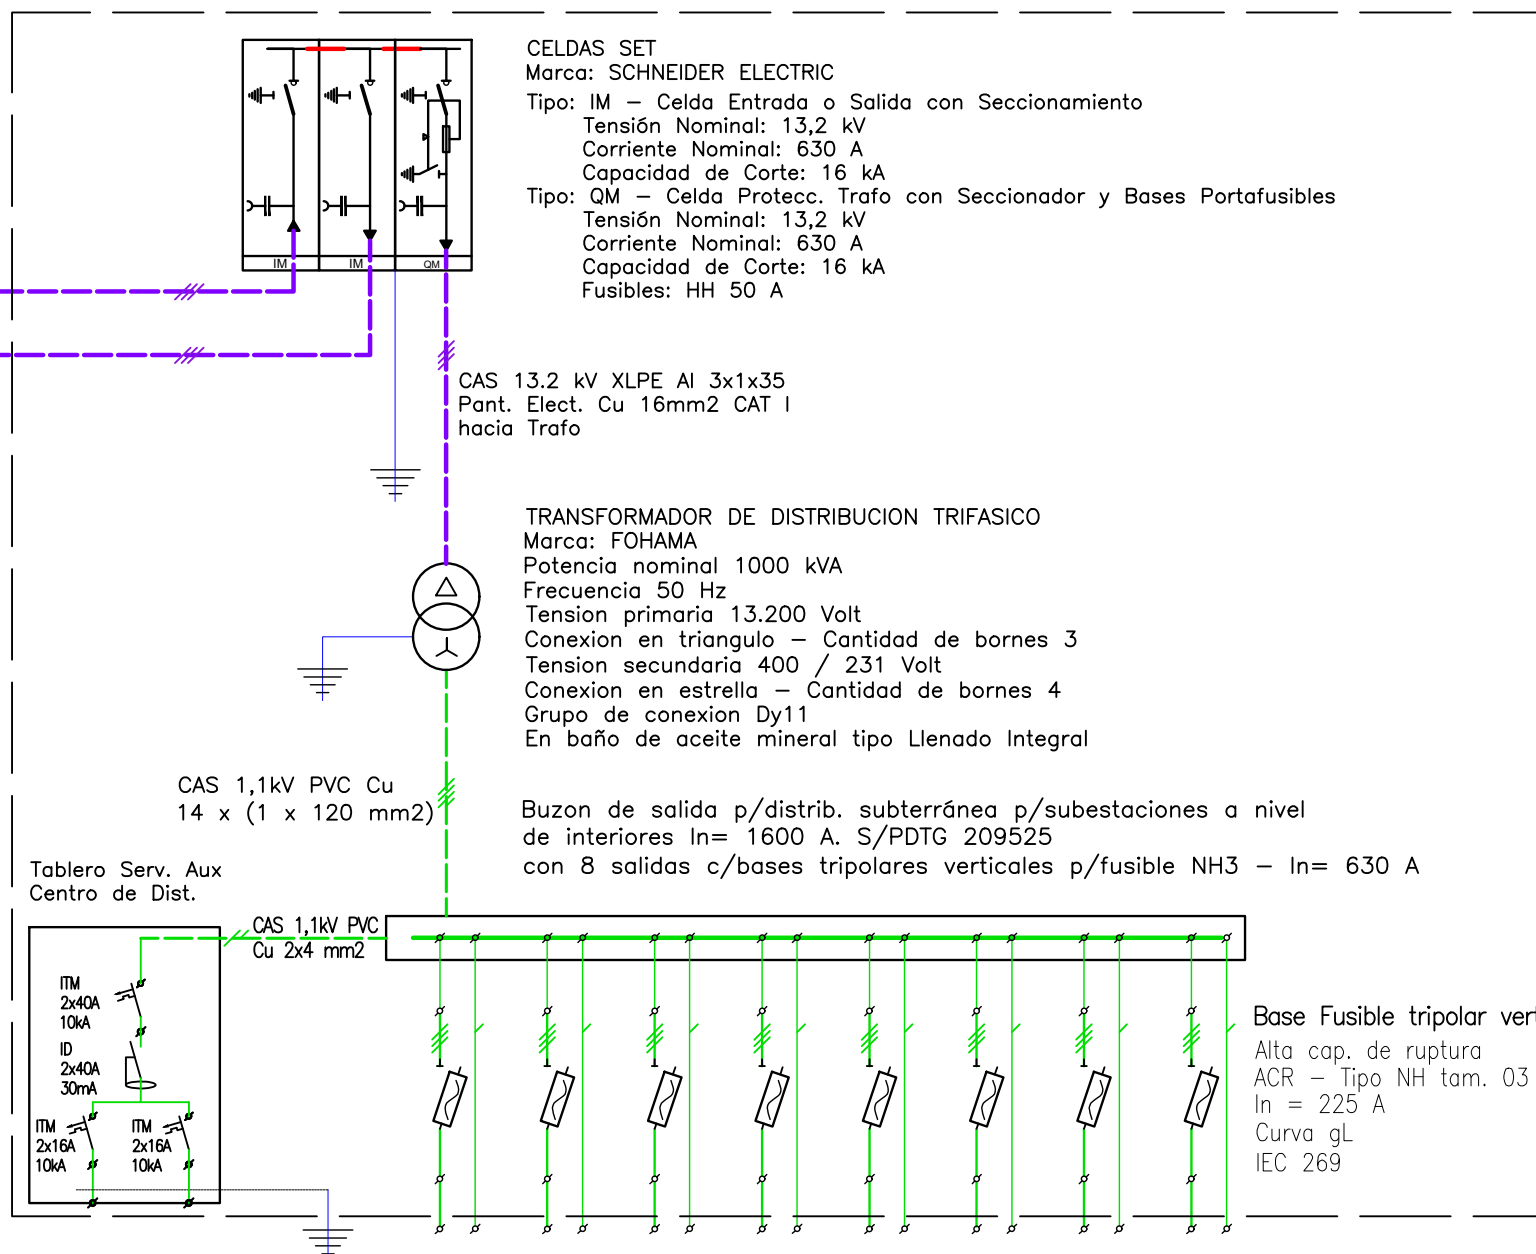 CELDAS SET
Marca: SCHNEIDER ELECTRIC
Tipo: IM – Celda Entrada o Salida con Seccionamiento
Tensión Nominal: 13,2 kV
Corriente Nominal: 630 A
Capacidad de Corte: 16 kA
Tipo: QM – Celda Protecc. Trafo con Seccionador y Bases Portafusibles
Tensión Nominal: 13,2 kV
Corriente Nominal: 630 A
Capacidad de Corte: 16 kA
Fusibles: HH 50 A
IM IM QM
CAS 13.2 kV XLPE Al 3x1x35
Pant. Elect. Cu 16mm2 CAT I
hacia Trafo
TRANSFORMADOR DE DISTRIBUCION TRIFASICO
Marca: FOHAMA
Potencia nominal 1000 kVA
Frecuencia 50 Hz
Tension primaria 13.200 Volt
Conexion en triangulo – Cantidad de bornes 3
Tension secundaria 400 / 231 Volt
Conexion en estrella – Cantidad de bornes 4
Grupo de conexion Dy11
En baño de aceite mineral tipo Llenado Integral
CAS 1,1kV PVC Cu
14 x (1 x 120 mm2)
Buzon de salida p/distrib. subterránea p/subestaciones a nivel
de interiores In= 1600 A. S/PDTG 209525
con 8 salidas c/bases tripolares verticales p/fusible NH3 – In= 630 A
Tablero Serv. Aux
Centro de Dist.
CAS 1,1kV PVC
Cu 2x4 mm2
ITM
2x40A
10kA
ID
2x40A
30mA
ITM
2x16A
10kA
ITM
2x16A
10kA
Base Fusible tripolar vert
Alta cap. de ruptura
ACR – Tipo NH tam. 03
In = 225 A
Curva gL
IEC 269